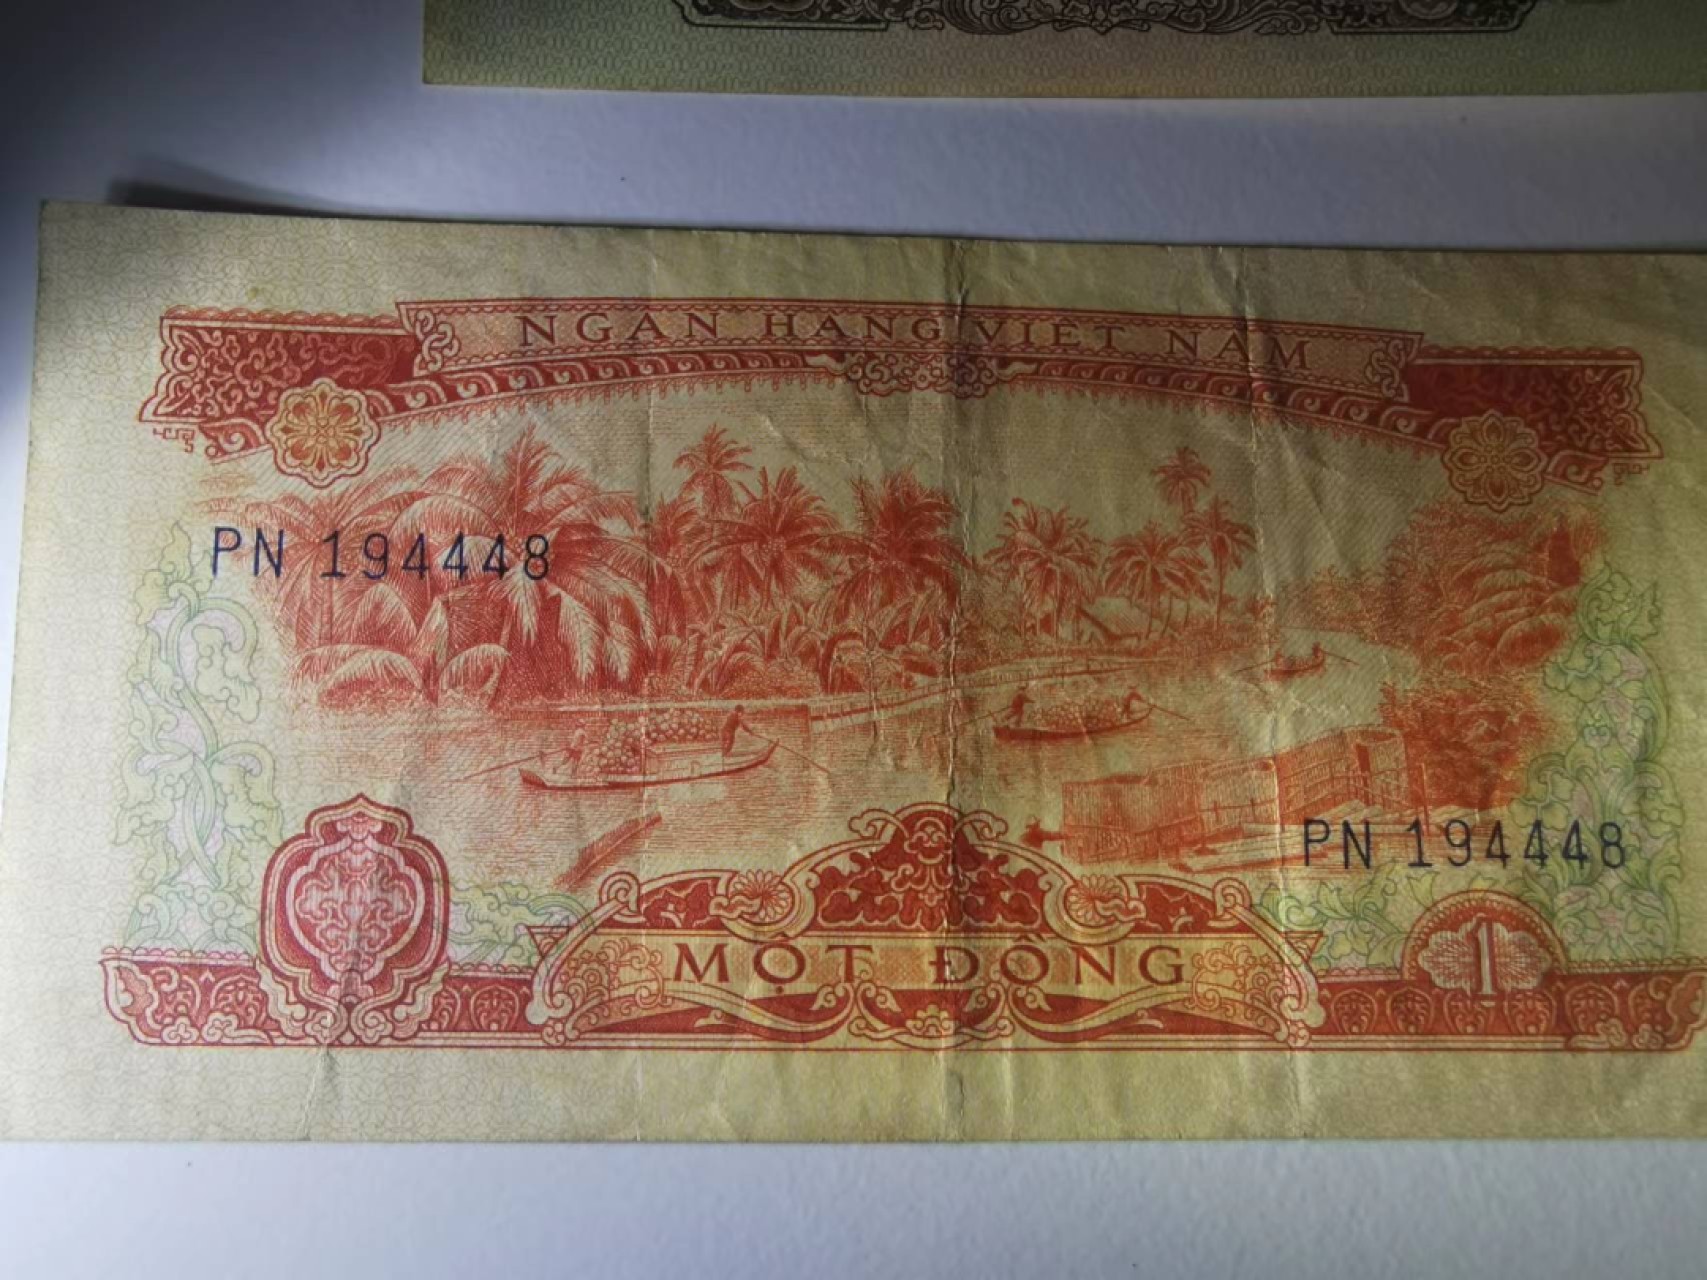 NGAN HANG VIET NAM
PN 194448
PN 194448
MỘT ĐỒNG
1